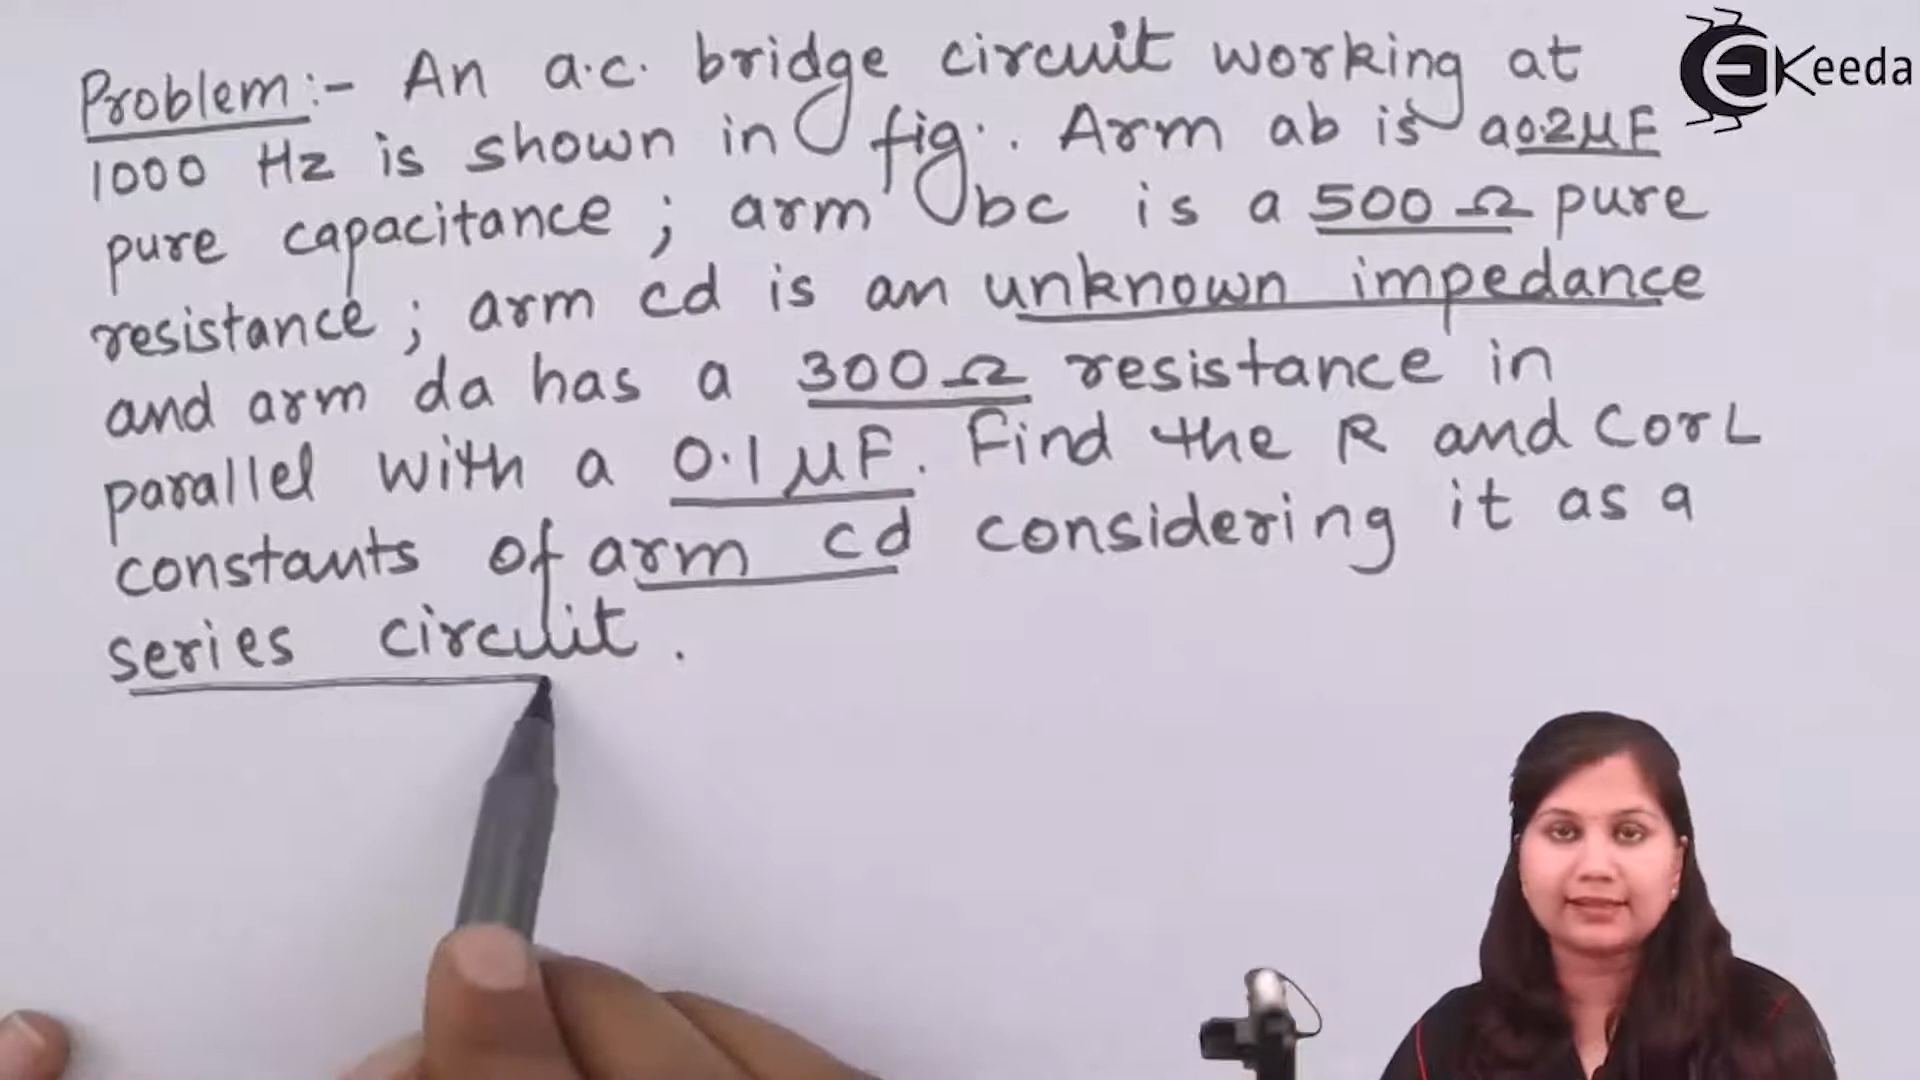 Problem:- An a.c. bridge circuit working at
1000 Hz is shown in fig. Arm ab is a 0.2μF
pure capacitance; arm bc is a 500 Ω pure
resistance; arm cd is an unknown impedance
and arm da has a 300 Ω resistance in
parallel with a 0.1 μF. Find the R and C or L
constants of arm cd considering it as a
series circuit.
EKeeda